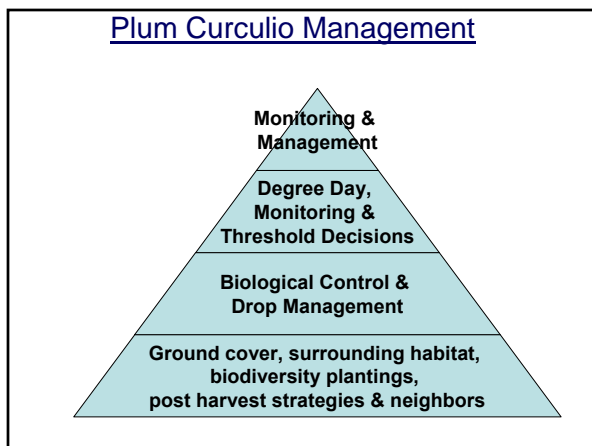 Plum Curculio Management
Monitoring &
Management
Degree Day,
Monitoring &
Threshold Decisions
Biological Control &
Drop Management
Ground cover, surrounding habitat,
biodiversity plantings,
post harvest strategies & neighbors